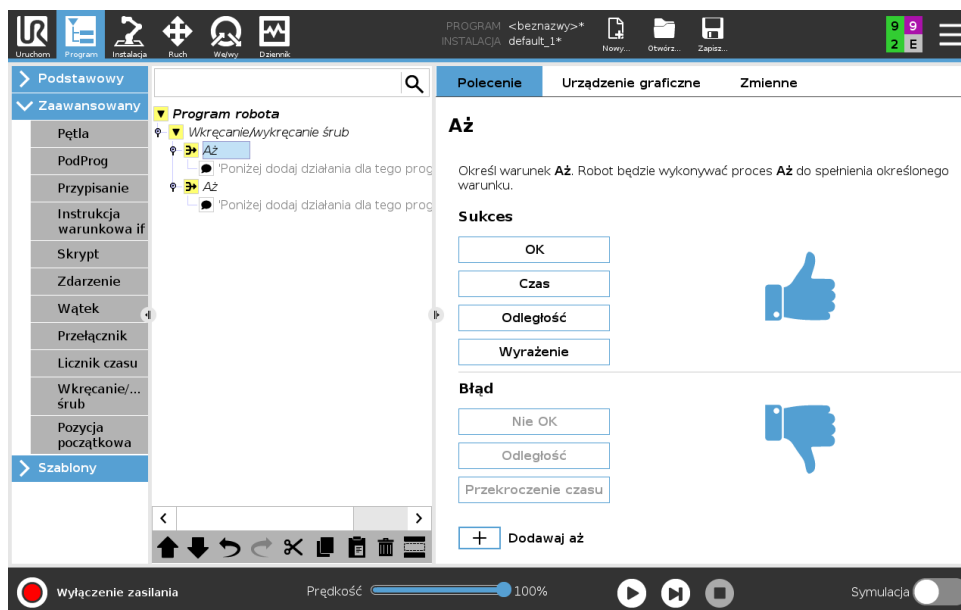 PROGRAM <beznazwy>*
INSTALACJA default_1*
Uruchom
Program
Instalacja
Ruch
We/wy
Dziennik
Nowy...
Otwórz...
Zapisz...
9 9
2 E
Podstawowy
Zaawansowany
Pętla
PodProg
Przypisanie
Instrukcja
warunkowa if
Skrypt
Zdarzenie
Wątek
Przełącznik
Licznik czasu
Wkręcanie/...
śrub
Pozycja
początkowa
Szablony
Program robota
Wkręcanie/wykręcanie śrub
Aż
'Poniżej dodaj działania dla tego prog
Aż
'Poniżej dodaj działania dla tego prog
Polecenie
Urządzenie graficzne
Zmienne
Aż
Określ warunek Aż. Robot będzie wykonywać proces Aż do spełnienia określonego
warunku.
Sukces
OK
Czas
Odległość
Wyrażenie
Błąd
Nie OK
Odległość
Przekroczenie czasu
+ Dodawaj aż
Wyłączenie zasilania
Prędkość
100%
Symulacja